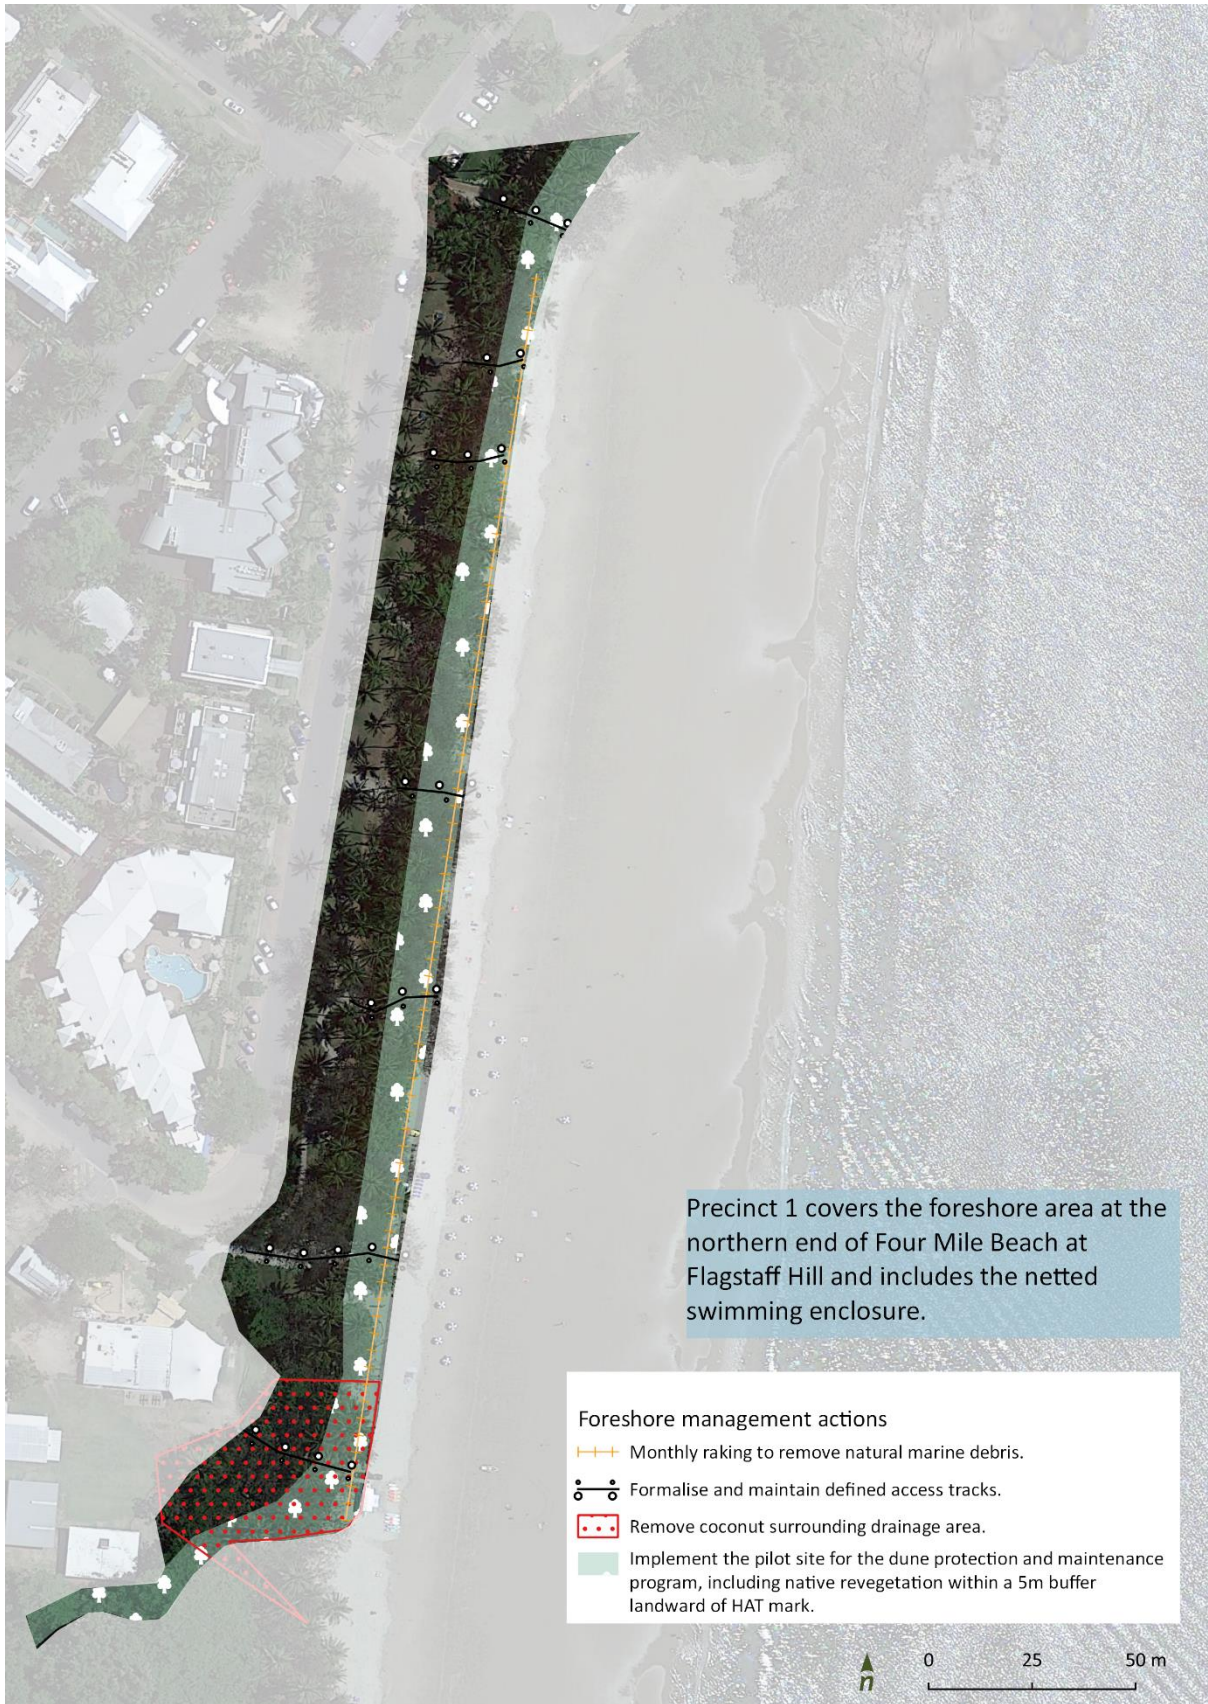 Precinct 1 covers the foreshore area at the
northern end of Four Mile Beach at
Flagstaff Hill and includes the netted
swimming enclosure.
Foreshore management actions
Monthly raking to remove natural marine debris.
Formalise and maintain defined access tracks.
Remove coconut surrounding drainage area.
Implement the pilot site for the dune protection and maintenance
program, including native revegetation within a 5m buffer
landward of HAT mark.
n
0 25 50 m